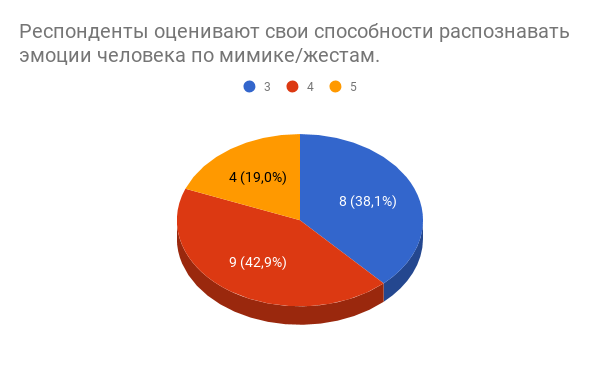 Респонденты оценивают свои способности распознавать
эмоции человека по мимике/жестам.
3 4 5
4 (19,0%)
8 (38,1%)
9 (42,9%)